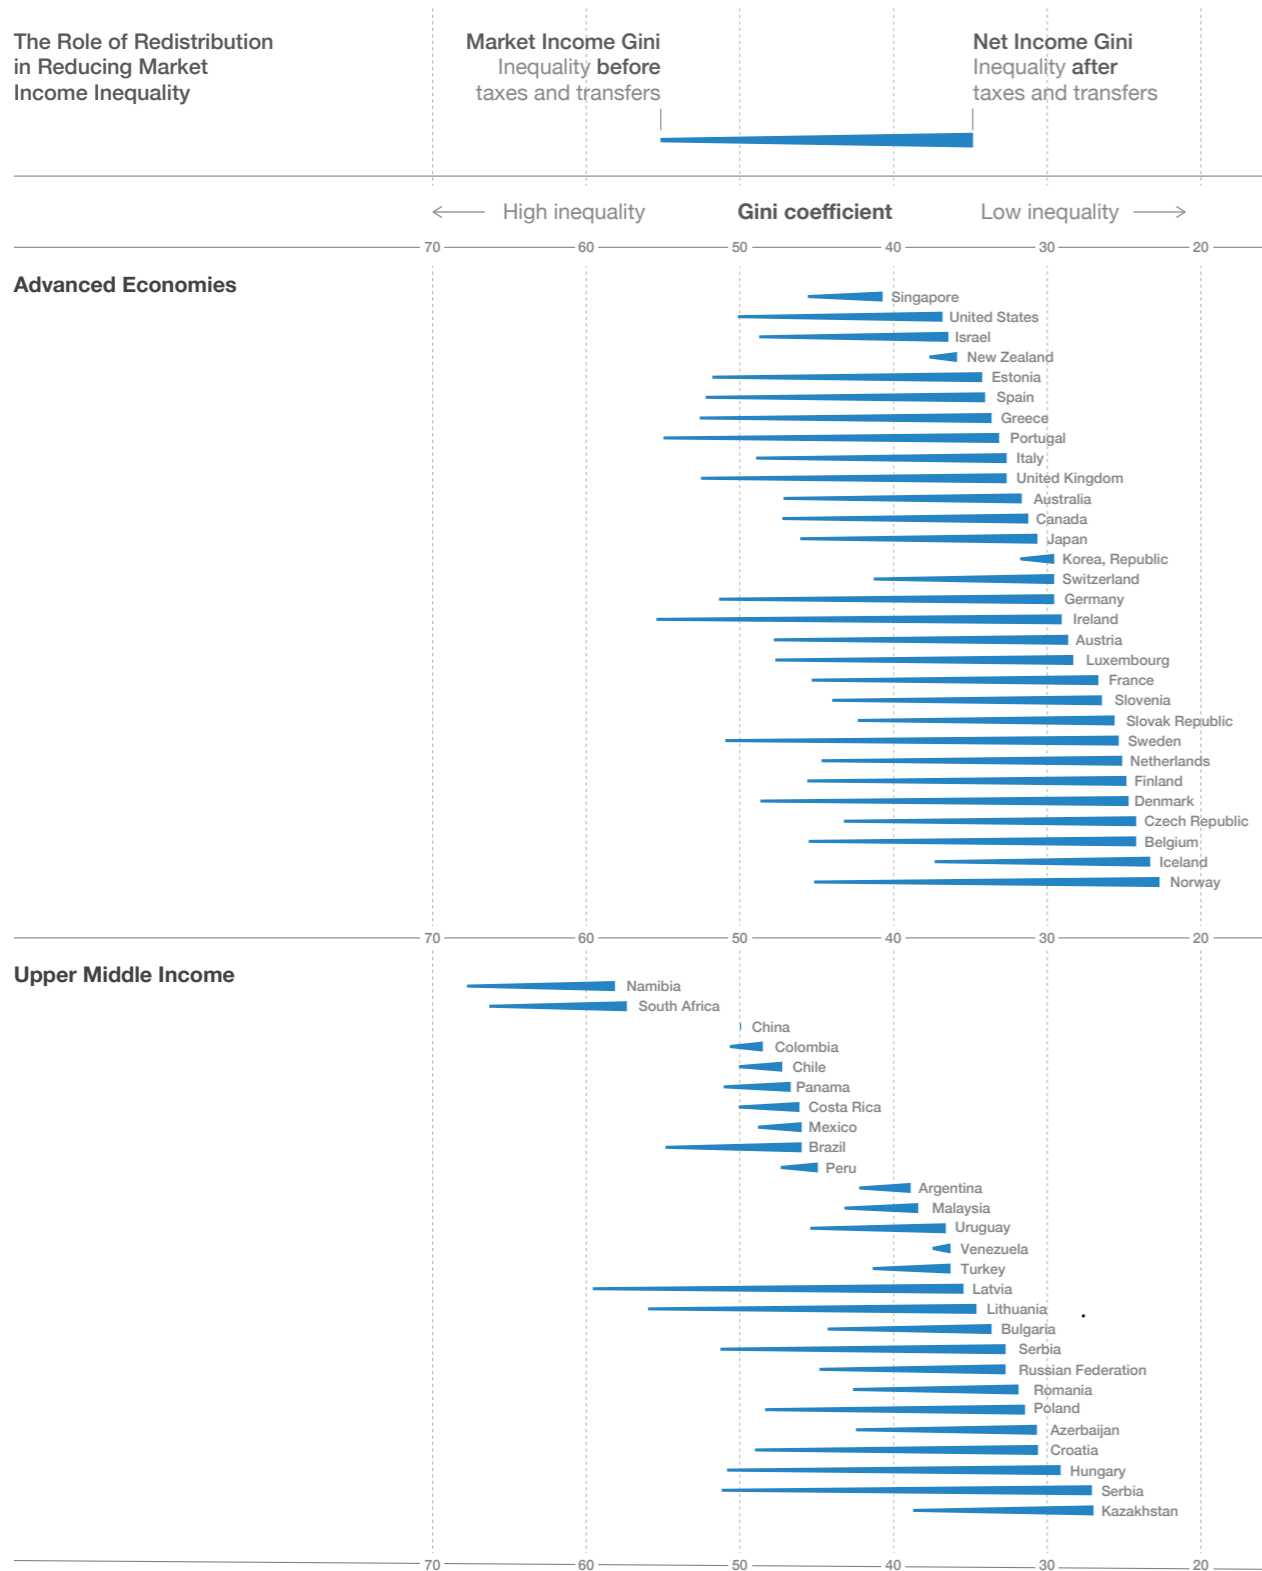 The Role of Redistribution
in Reducing Market
Income Inequality
Market Income Gini
Inequality before
taxes and transfers
Net Income Gini
Inequality after
taxes and transfers
High inequality
Gini coefficient
Low inequality
70 60 50 40 30 20
Advanced Economies
Singapore
United States
Israel
New Zealand
Estonia
Spain
Greece
Portugal
Italy
United Kingdom
Australia
Canada
Japan
Korea, Republic
Switzerland
Germany
Ireland
Austria
Luxembourg
France
Slovenia
Slovak Republic
Sweden
Netherlands
Finland
Denmark
Czech Republic
Belgium
Iceland
Norway
70 60 50 40 30 20
Upper Middle Income
Namibia
South Africa
China
Colombia
Chile
Panama
Costa Rica
Mexico
Brazil
Peru
Argentina
Malaysia
Uruguay
Venezuela
Turkey
Latvia
Lithuania
Bulgaria
Serbia
Russian Federation
Romania
Poland
Azerbaijan
Croatia
Hungary
Serbia
Kazakhstan
70 60 50 40 30 20